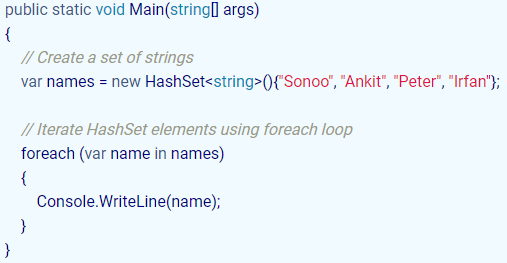 public static void Main(string[] args)
{
// Create a set of strings
var names = new HashSet<string>(){"Sonoo", "Ankit", "Peter", "Irfan"};
// Iterate HashSet elements using foreach loop
foreach (var name in names)
{
Console.WriteLine(name);
}
}